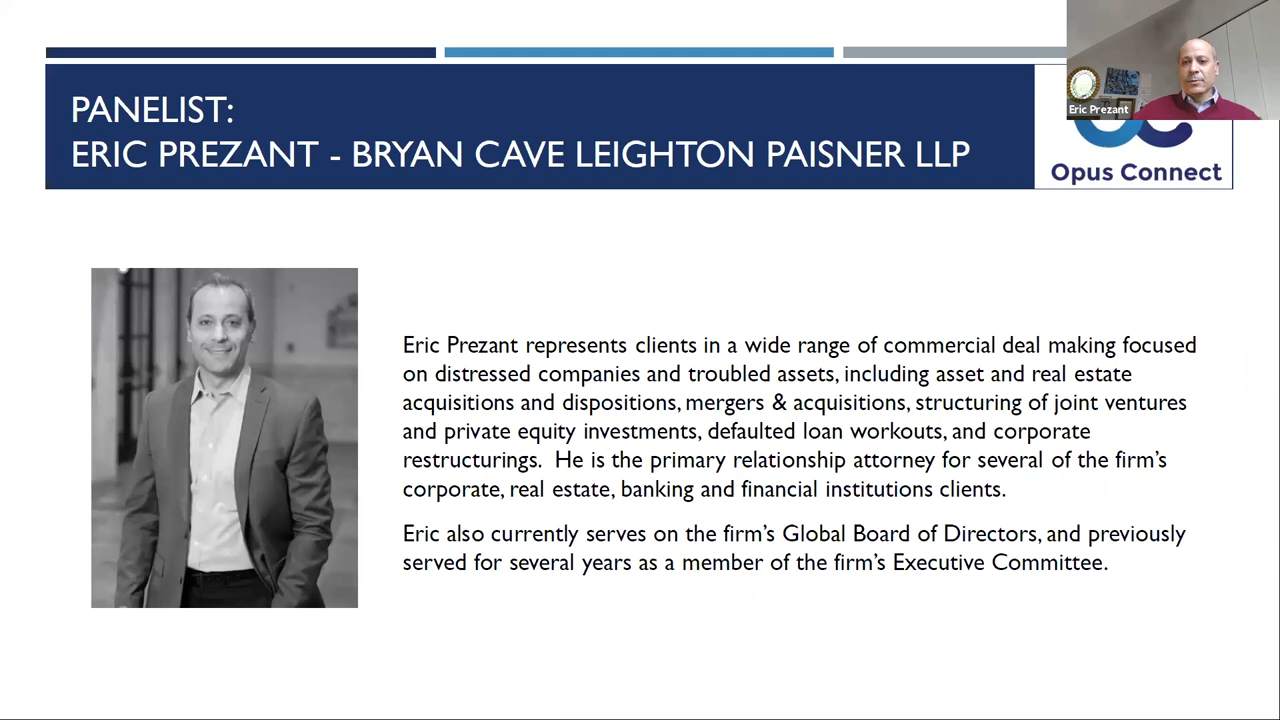 PANELIST:
ERIC PREZANT - BRYAN CAVE LEIGHTON PAISNER LLP
Eric Prezant
Opus Connect
Eric Prezant represents clients in a wide range of commercial deal making focused
on distressed companies and troubled assets, including asset and real estate
acquisitions and dispositions, mergers & acquisitions, structuring of joint ventures
and private equity investments, defaulted loan workouts, and corporate
restructurings.  He is the primary relationship attorney for several of the firm's
corporate, real estate, banking and financial institutions clients.
Eric also currently serves on the firm's Global Board of Directors, and previously
served for several years as a member of the firm's Executive Committee.